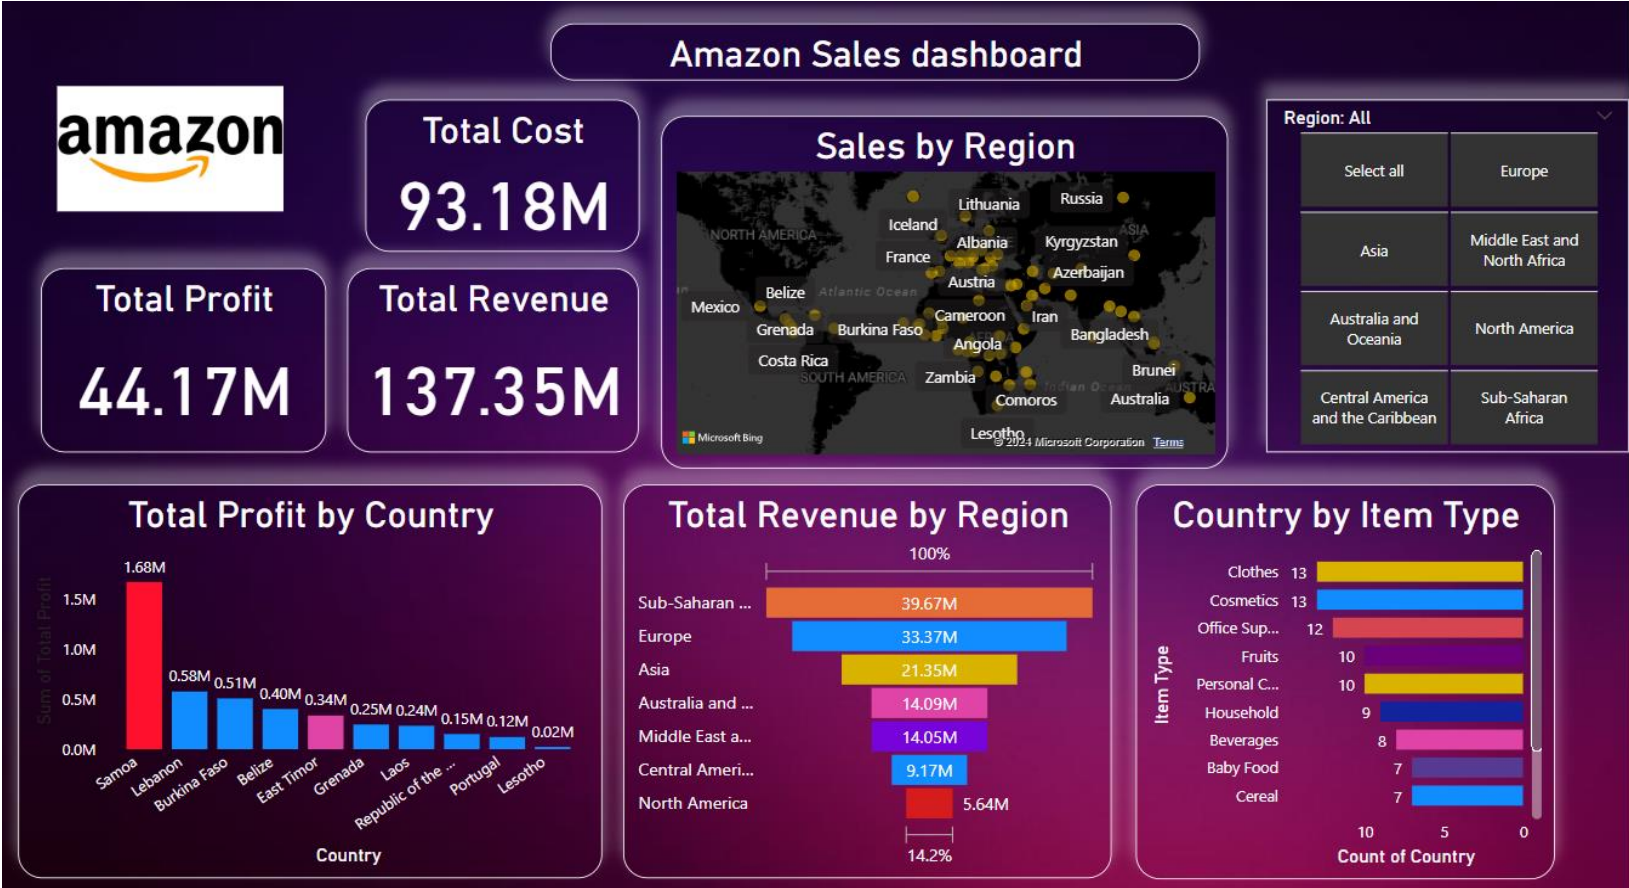 Amazon Sales dashboard
amazon
Total Cost
93.18M
Total Profit
44.17M
Total Revenue
137.35M
Sales by Region
NORTH AMERICA
Atlantic Ocean
SOUTH AMERICA
ASIA
Indian Ocean
AUSTRA
Lithuania
Russia
Iceland
Albania
Kyrgyzstan
France
Austria
Azerbaijan
Belize
Mexico
Grenada
Burkina Faso
Cameroon
Iran
Angola
Bangladesh
Costa Rica
Zambia
Brunei
Comoros
Australia
Lesotho
Microsoft Bing
© 2024 Microsoft Corporation Terms
Region: All
Select all
Europe
Asia
Middle East and
North Africa
Australia and
Oceania
North America
Central America
and the Caribbean
Sub-Saharan
Africa
Total Profit by Country
Sum of Total Profit
1.5M
1.0M
0.5M
0.0M
1.68M
0.58M
0.51M
0.40M
0.34M
0.25M
0.24M
0.15M
0.12M
0.02M
Samoa
Lebanon
Burkina Faso
Belize
East Timor
Grenada
Laos
Republic of the ...
Portugal
Lesotho
Country
Total Revenue by Region
100%
Sub-Saharan ... 39.67M
Europe 33.37M
Asia 21.35M
Australia and ... 14.09M
Middle East a... 14.05M
Central Ameri... 9.17M
North America 5.64M
14.2%
Country by Item Type
Item Type
Clothes 13
Cosmetics 13
Office Sup... 12
Fruits 10
Personal C... 10
Household 9
Beverages 8
Baby Food 7
Cereal 7
10 5 0
Count of Country